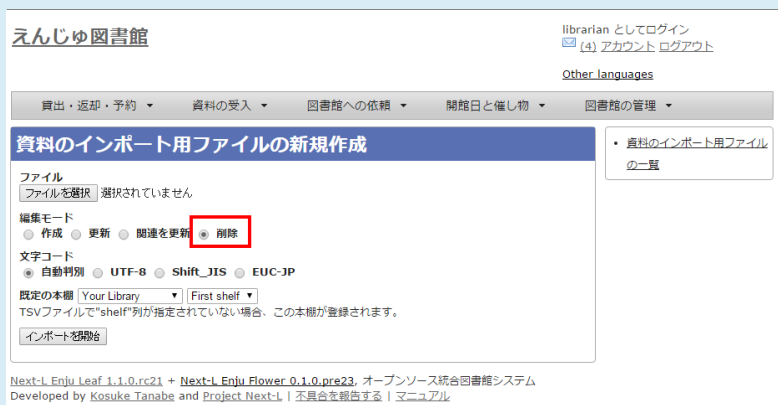 えんじゅ図書館
librarian としてログイン
(4) アカウント ログアウト
Other languages
貸出・返却・予約 ▼ 資料の受入 ▼ 図書館への依頼 ▼ 開館日と催し物 ▼ 図書館の管理 ▼
資料のインポート用ファイルの新規作成
ファイル
ファイルを選択 選択されていません
編集モード
作成 更新 関連を更新 削除
文字コード
自動判別 UTF-8 Shift_JIS EUC-JP
既定の本棚 Your Library ▼ First shelf ▼
TSVファイルで"shelf"列が指定されていない場合、この本棚が登録されます。
インポートを開始
• 資料のインポート用ファイル
の一覧
Next-L Enju Leaf 1.1.0.rc21 + Next-L Enju Flower 0.1.0.pre23, オープンソース統合図書館システム
Developed by Kosuke Tanabe and Project Next-L | 不具合を報告する | マニュアル